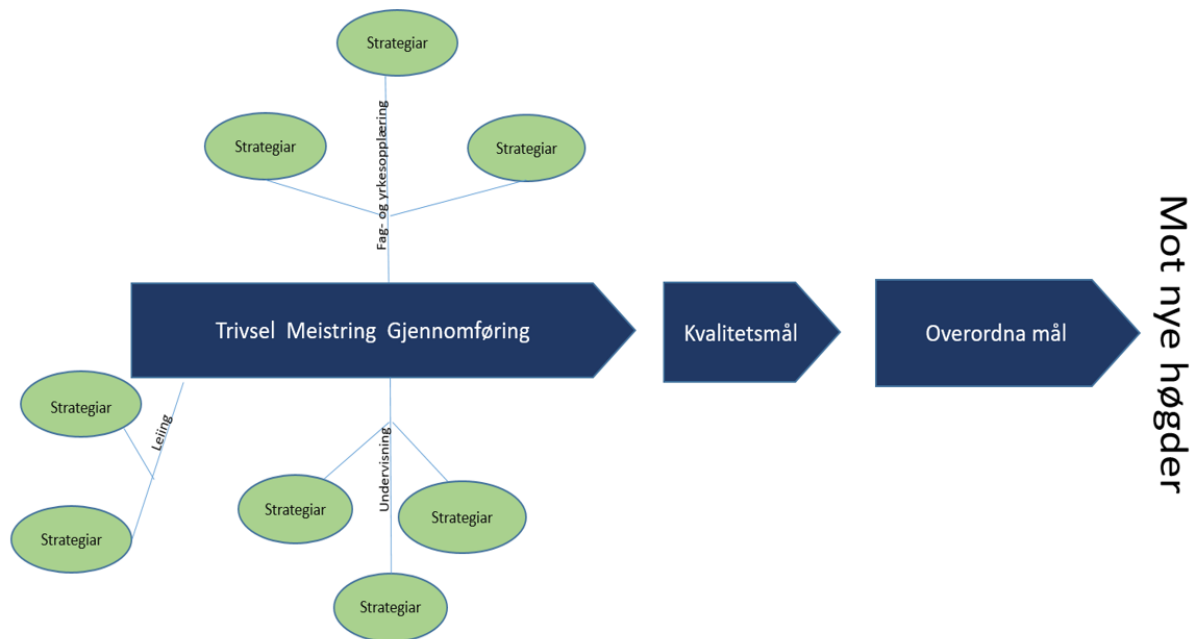 Strategiar
Strategiar
Strategiar
Fag- og yrkesopplæring
Trivsel Meistring Gjennomføring
Kvalitetsmål
Overordna mål
Mot nye høgder
Strategiar
Leiing
Strategiar
Undervisning
Strategiar
Strategiar
Strategiar